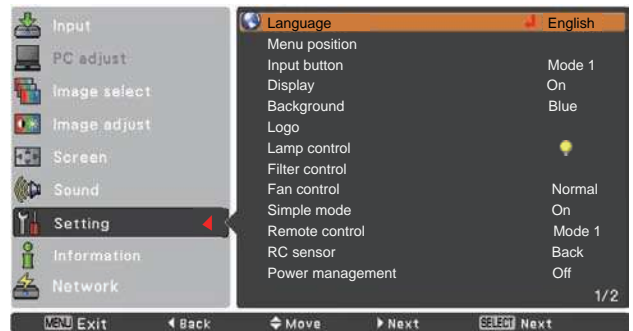 Input
PC adjust
Image select
Image adjust
Screen
Sound
Setting
Information
Network
Language English
Menu position
Input button Mode 1
Display On
Background Blue
Logo
Lamp control
Filter control
Fan control Normal
Simple mode On
Remote control Mode 1
RC sensor Back
Power management Off
1/2
MENU Exit Back Move Next SELECT Next